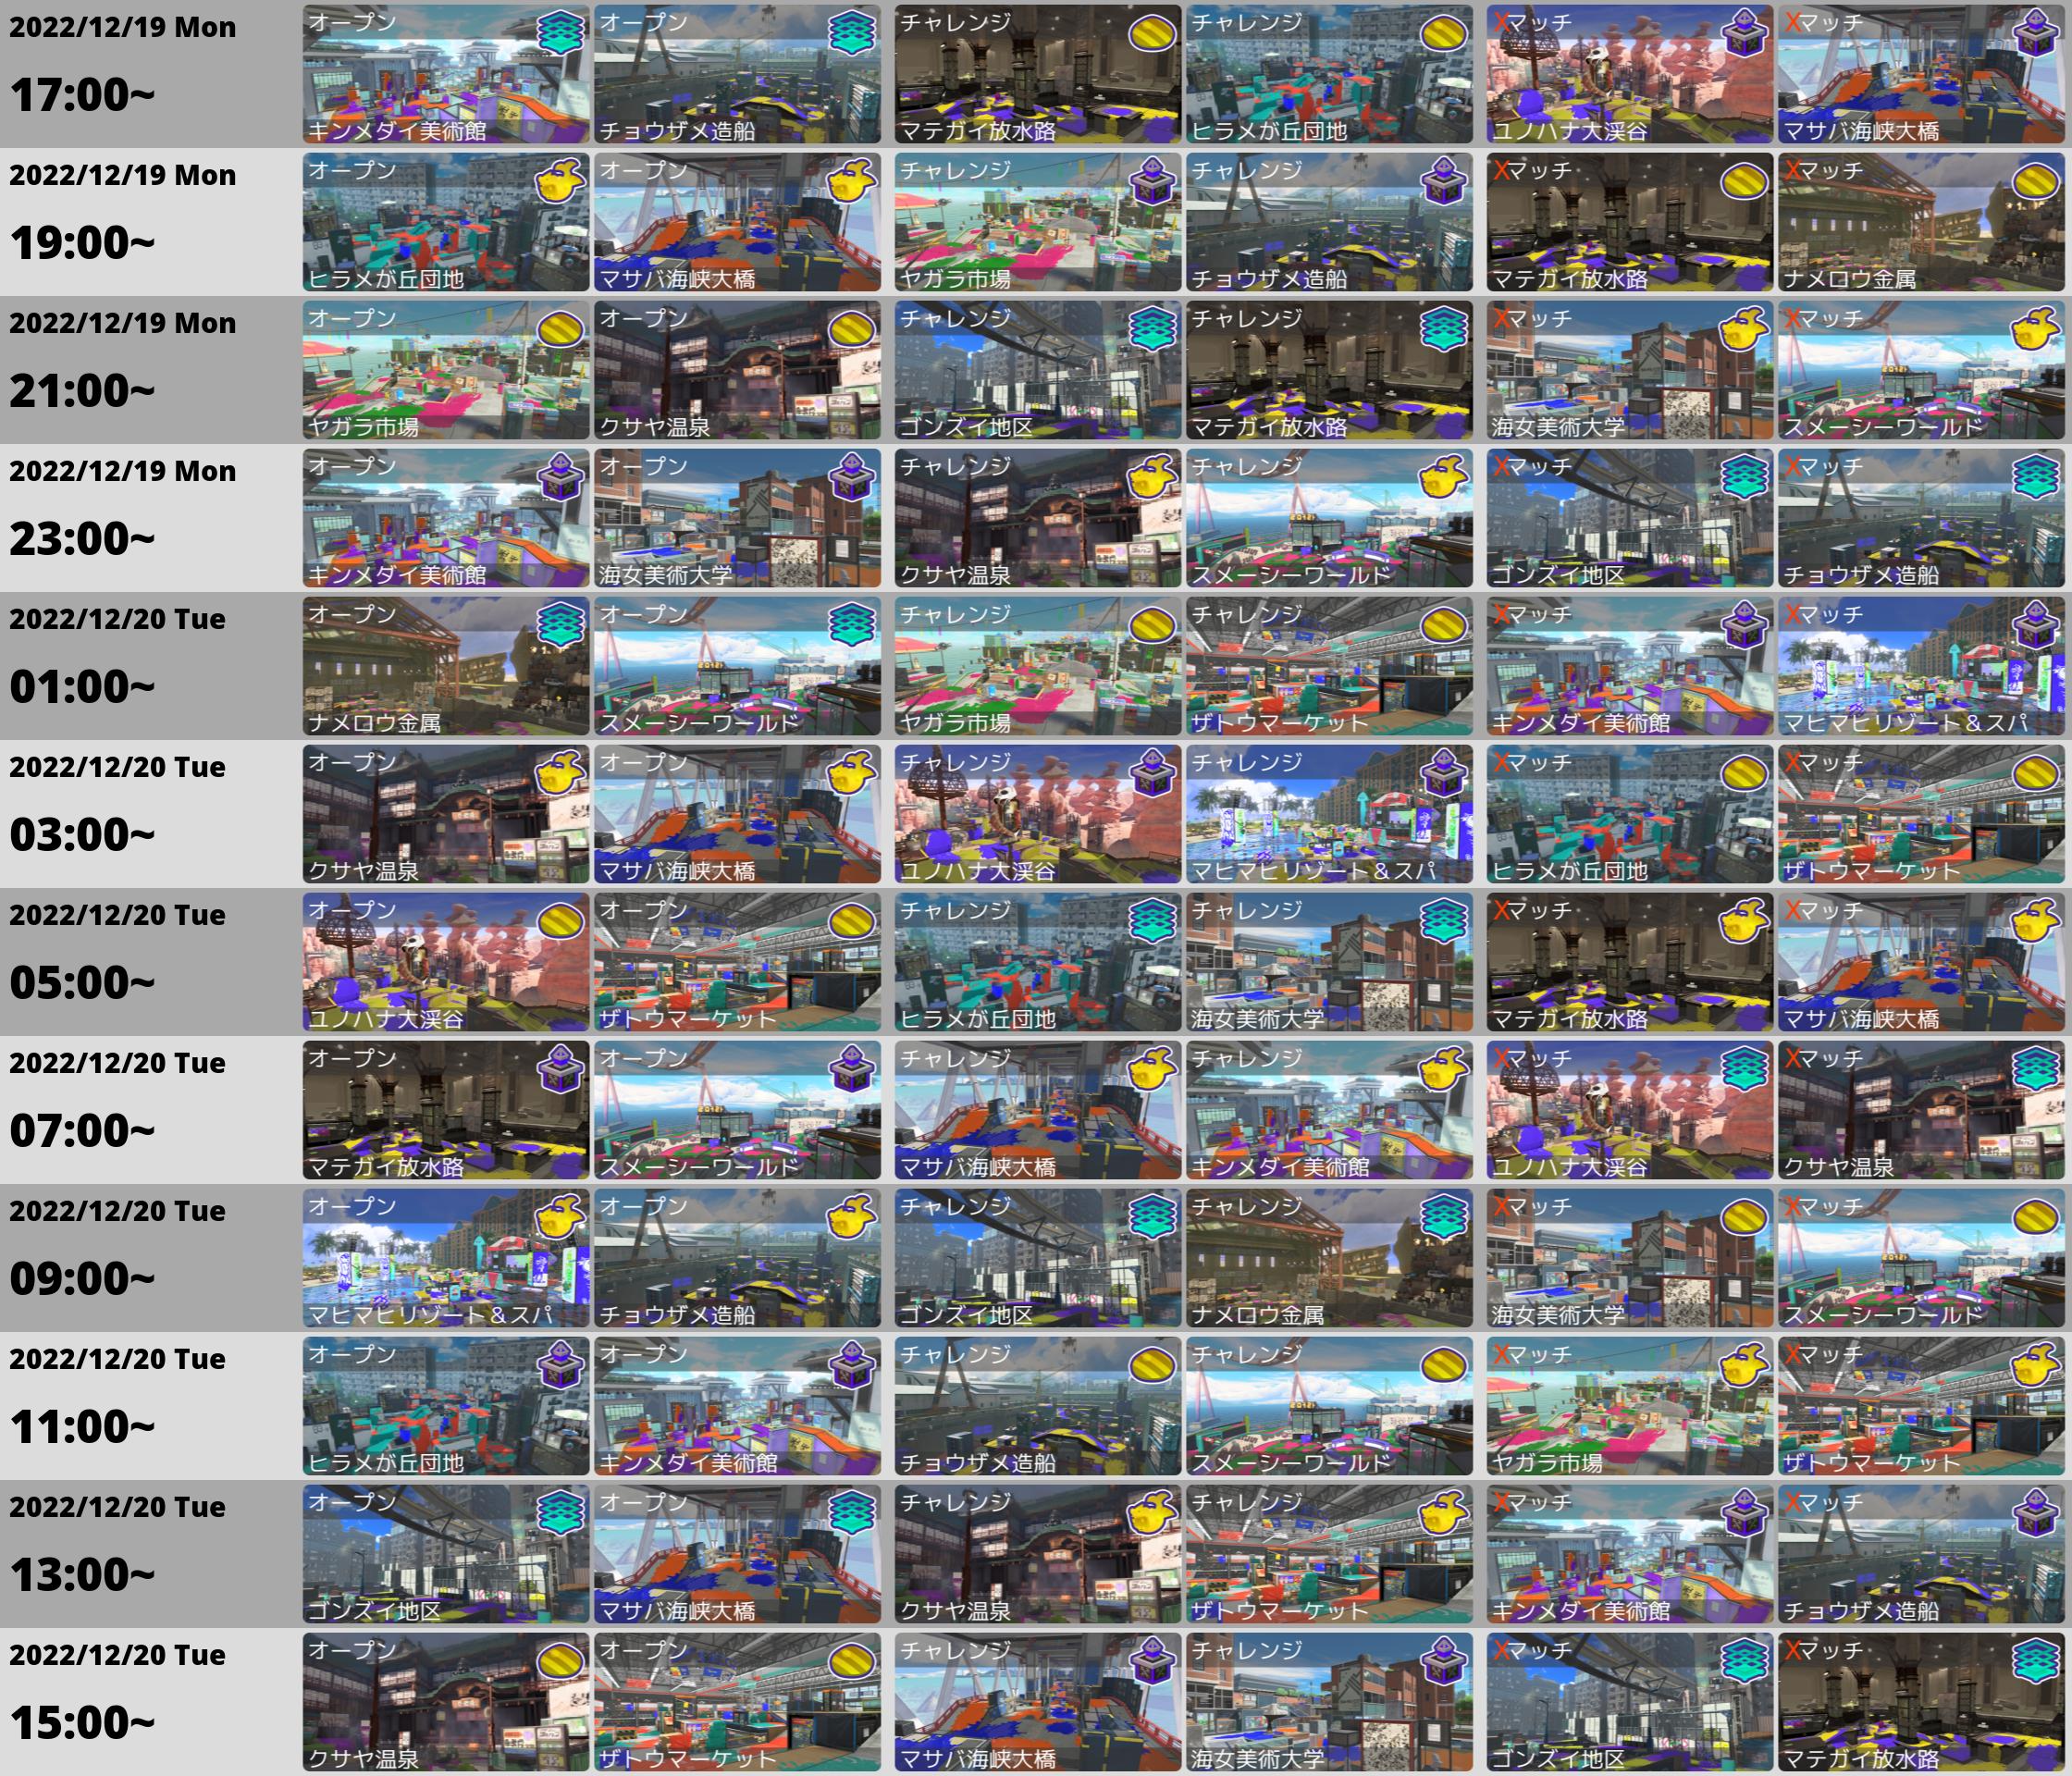 2022/12/19 Mon
17:00~
オープン オープン チャレンジ チャレンジ Xマッチ Xマッチ
キンメダイ美術館 チョウザメ造船 マテガイ放水路 ヒラメが丘団地 ユノハナ大渓谷 マサバ海峡大橋
2022/12/19 Mon
19:00~
オープン オープン チャレンジ チャレンジ Xマッチ Xマッチ
ヒラメが丘団地 マサバ海峡大橋 ヤガラ市場 チョウザメ造船 マテガイ放水路 ナメロウ金属
2022/12/19 Mon
21:00~
オープン オープン チャレンジ チャレンジ Xマッチ Xマッチ
ヤガラ市場 クサヤ温泉 ゴンズイ地区 マテガイ放水路 海女美術大学 スメーシーワールド
2022/12/19 Mon
23:00~
オープン オープン チャレンジ チャレンジ Xマッチ Xマッチ
キンメダイ美術館 海女美術大学 クサヤ温泉 スメーシーワールド ゴンズイ地区 チョウザメ造船
2022/12/20 Tue
01:00~
オープン オープン チャレンジ チャレンジ Xマッチ Xマッチ
ナメロウ金属 スメーシーワールド ヤガラ市場 ザトウマーケット キンメダイ美術館 マヒマヒリゾート＆スパ
2022/12/20 Tue
03:00~
オープン オープン チャレンジ チャレンジ Xマッチ Xマッチ
クサヤ温泉 マサバ海峡大橋 ユノハナ大渓谷 マヒマヒリゾート＆スパ ヒラメが丘団地 ザトウマーケット
2022/12/20 Tue
05:00~
オープン オープン チャレンジ チャレンジ Xマッチ Xマッチ
ユノハナ大渓谷 ザトウマーケット ヒラメが丘団地 海女美術大学 マテガイ放水路 マサバ海峡大橋
2022/12/20 Tue
07:00~
オープン オープン チャレンジ チャレンジ Xマッチ Xマッチ
マテガイ放水路 スメーシーワールド マサバ海峡大橋 キンメダイ美術館 ユノハナ大渓谷 クサヤ温泉
2022/12/20 Tue
09:00~
オープン オープン チャレンジ チャレンジ Xマッチ Xマッチ
マヒマヒリゾート＆スパ チョウザメ造船 ゴンズイ地区 ナメロウ金属 海女美術大学 スメーシーワールド
2022/12/20 Tue
11:00~
オープン オープン チャレンジ チャレンジ Xマッチ Xマッチ
ヒラメが丘団地 キンメダイ美術館 チョウザメ造船 スメーシーワールド ヤガラ市場 ザトウマーケット
2022/12/20 Tue
13:00~
オープン オープン チャレンジ チャレンジ Xマッチ Xマッチ
ゴンズイ地区 マサバ海峡大橋 クサヤ温泉 ザトウマーケット キンメダイ美術館 チョウザメ造船
2022/12/20 Tue
15:00~
オープン オープン チャレンジ チャレンジ Xマッチ Xマッチ
クサヤ温泉 ザトウマーケット マサバ海峡大橋 海女美術大学 ゴンズイ地区 マテガイ放水路